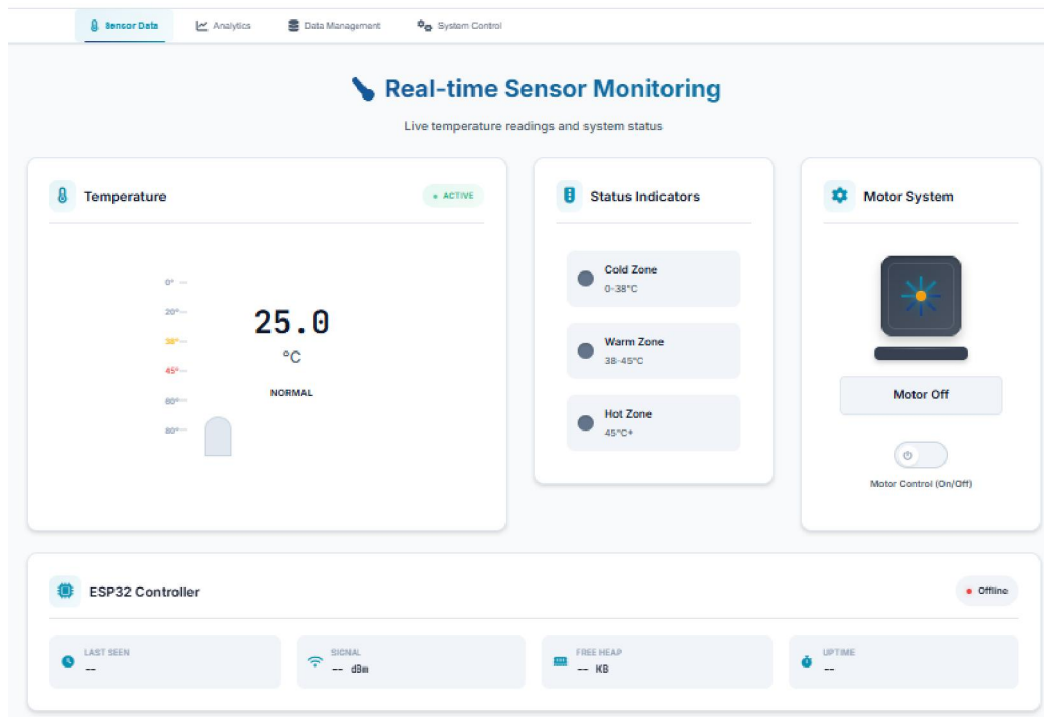 Sensor Data
Analytics
Data Management
System Control
Real-time Sensor Monitoring
Live temperature readings and system status
Temperature
ACTIVE
0°
20°
38°
45°
60°
80°
25.0
°C
NORMAL
Status Indicators
Cold Zone
0-38°C
Warm Zone
38-45°C
Hot Zone
45°C+
Motor System
Motor Off
Motor Control (On/Off)
ESP32 Controller
Offline
LAST SEEN
--
SIGNAL
-- dBm
FREE HEAP
-- KB
UPTIME
--